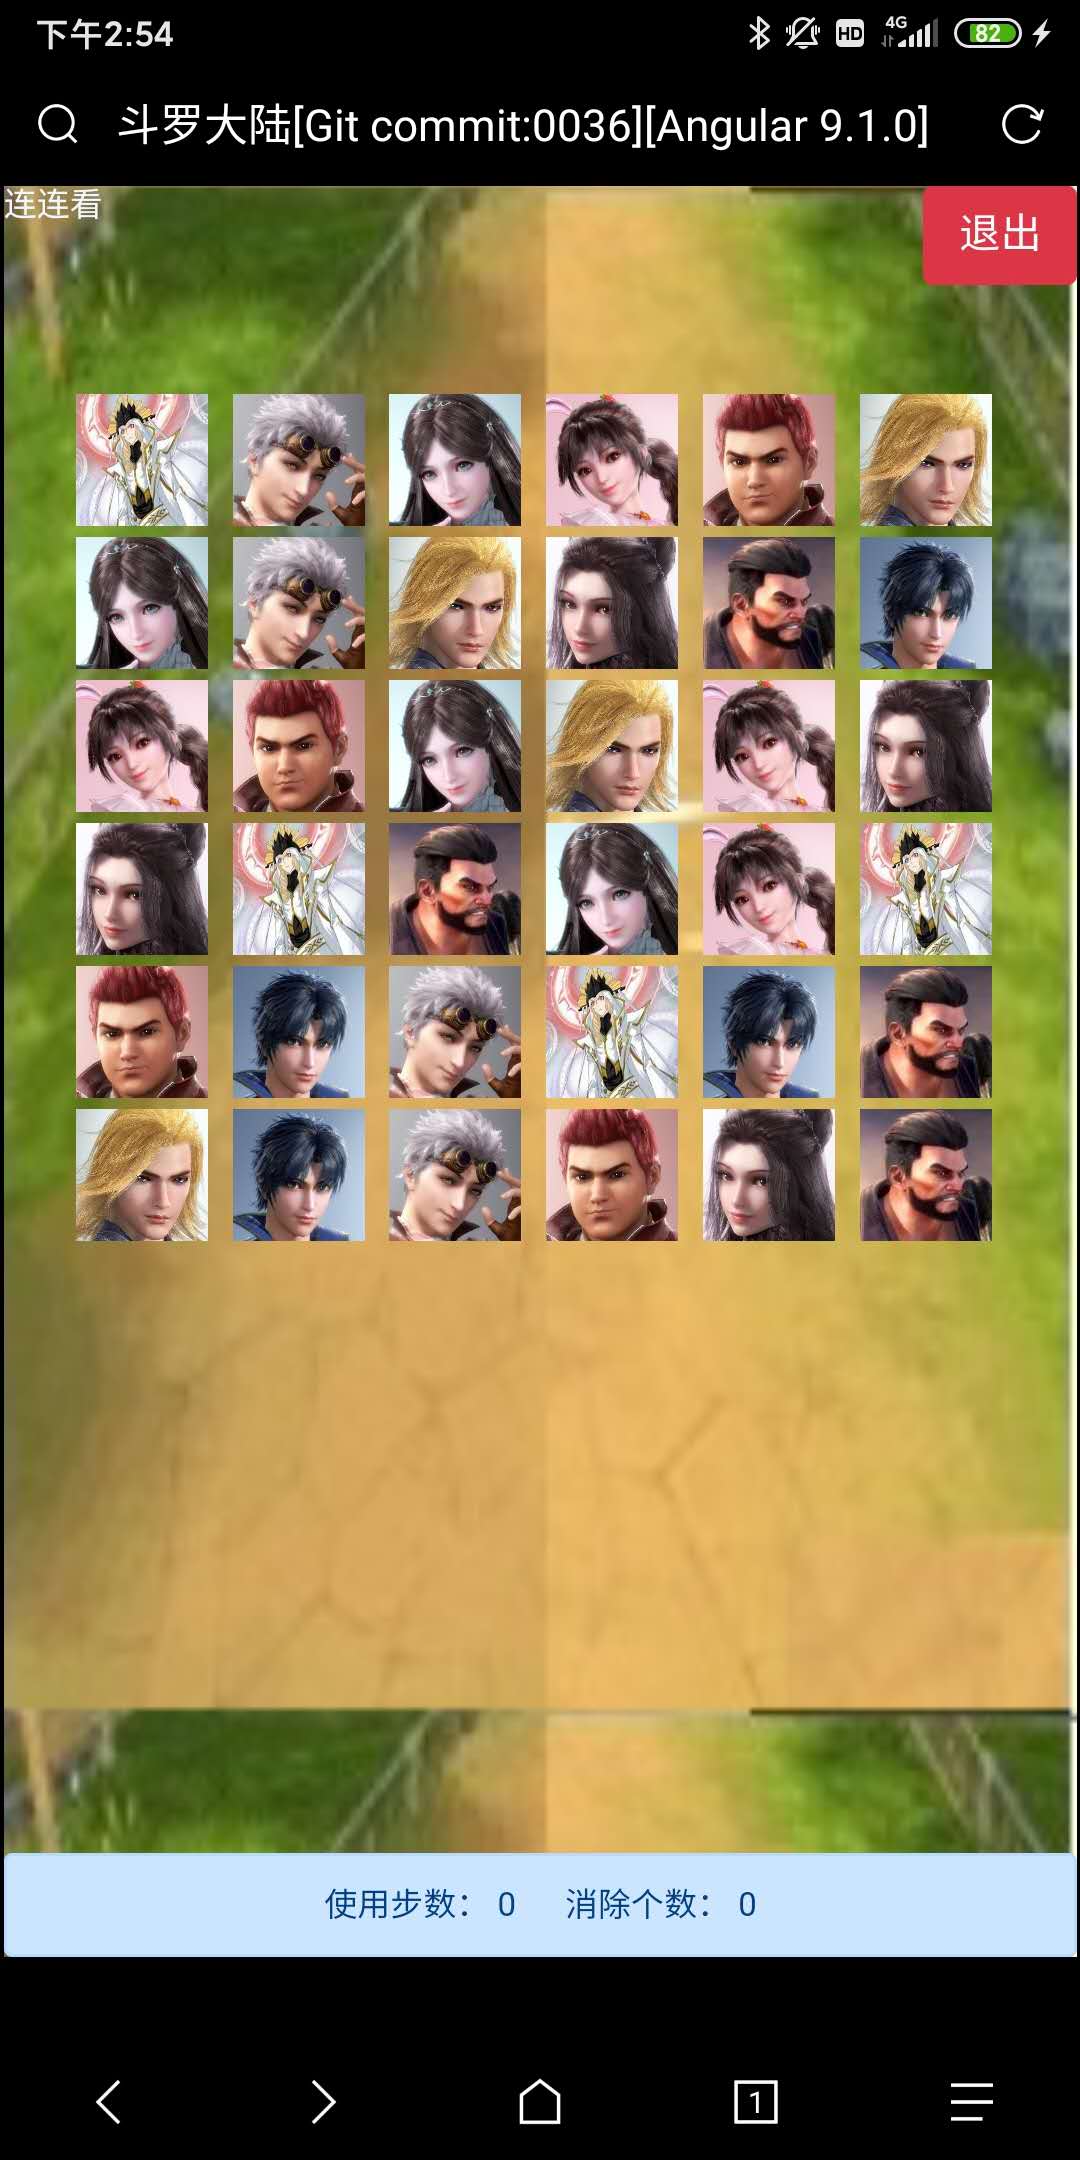 下午2:54
HD 4G 82
斗罗大陆[Git commit:0036][Angular 9.1.0]
连连看
退出
使用步数： 0 消除个数： 0
1